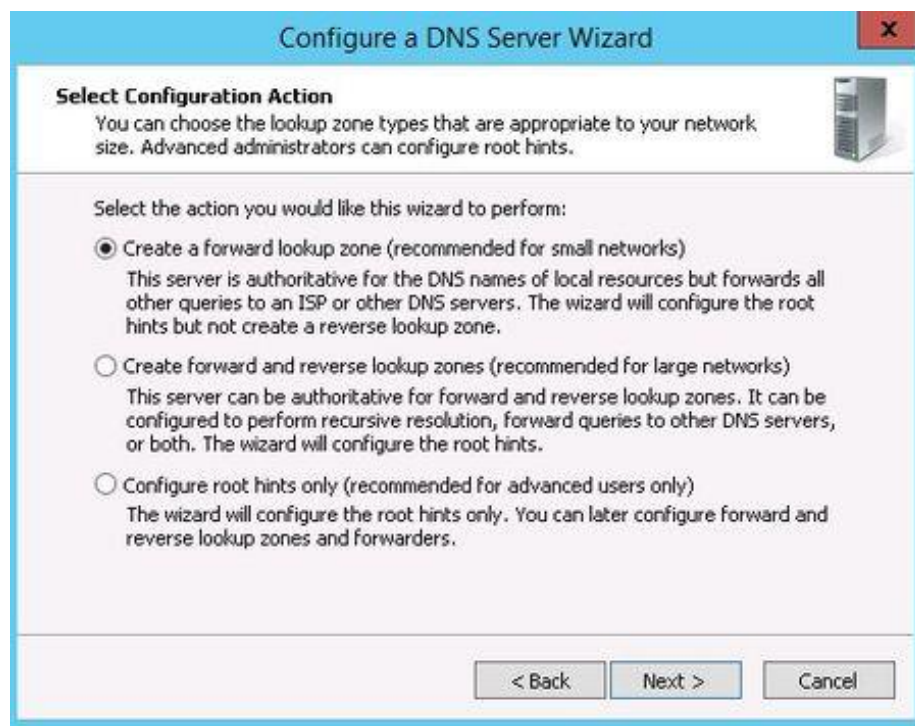 Configure a DNS Server Wizard
x
Select Configuration Action
You can choose the lookup zone types that are appropriate to your network
size. Advanced administrators can configure root hints.
Select the action you would like this wizard to perform:
Create a forward lookup zone (recommended for small networks)
This server is authoritative for the DNS names of local resources but forwards all
other queries to an ISP or other DNS servers. The wizard will configure the root
hints but not create a reverse lookup zone.
Create forward and reverse lookup zones (recommended for large networks)
This server can be authoritative for forward and reverse lookup zones. It can be
configured to perform recursive resolution, forward queries to other DNS servers,
or both. The wizard will configure the root hints.
Configure root hints only (recommended for advanced users only)
The wizard will configure the root hints only. You can later configure forward and
reverse lookup zones and forwarders.
< Back Next > Cancel